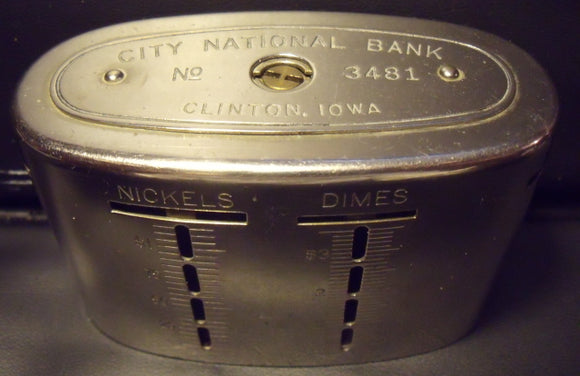 CITY NATIONAL BANK
No 3481
CLINTON, IOWA
NICKELS DIMES